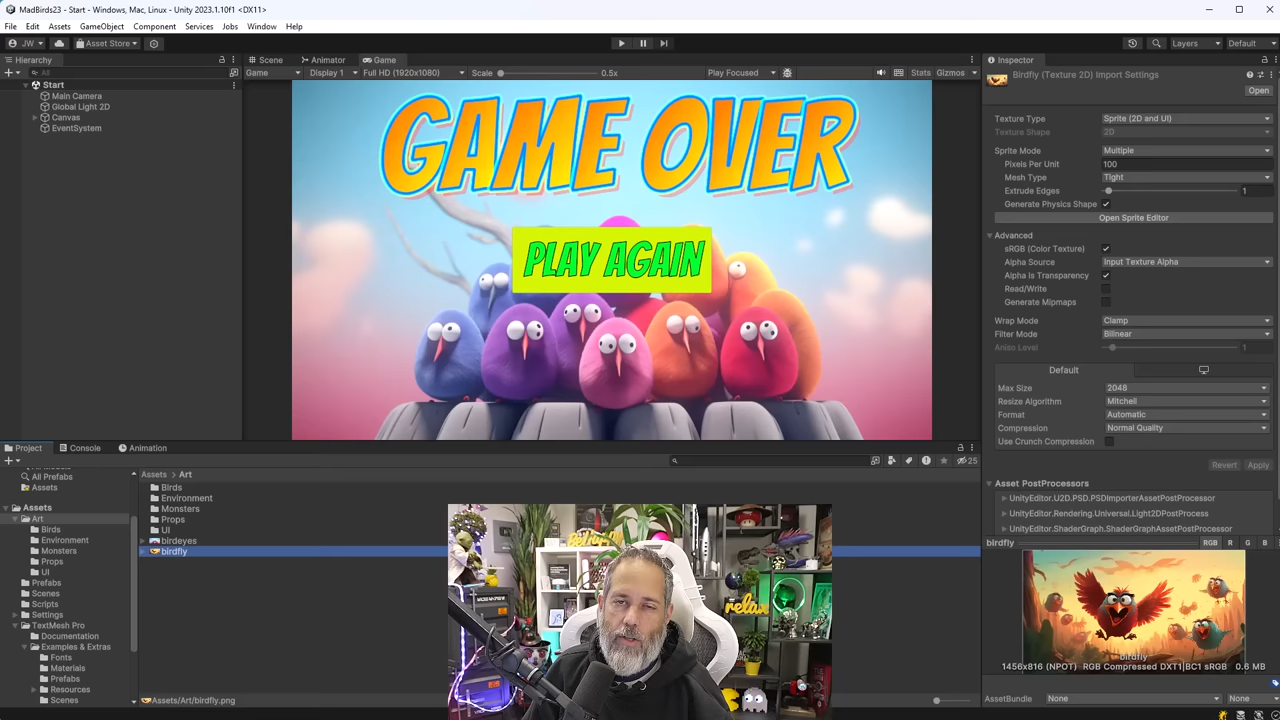 MadBirds23 - Start - Windows, Mac, Linux - Unity 2023.1.10f1 <DX11>
File Edit Assets GameObject Component Services Jobs Window Help
JW Asset Store Layers Default
Hierarchy
All
Start
Main Camera
Global Light 2D
Canvas
EventSystem
Scene Animator Game
Game Display 1 Full HD (1920x1080) Scale 0.5x Play Focused Stats Gizmos
GAME OVER
PLAY AGAIN
Inspector
Birdfly (Texture 2D) Import Settings
Open
Texture Type Sprite (2D and UI)
Texture Shape 2D
Sprite Mode Multiple
Pixels Per Unit 100
Mesh Type Tight
Extrude Edges 1
Generate Physics Shape
Open Sprite Editor
Advanced
sRGB (Color Texture)
Alpha Source Input Texture Alpha
Alpha Is Transparency
Read/Write
Generate Mipmaps
Wrap Mode Clamp
Filter Mode Bilinear
Aniso Level 1
Default
Max Size 2048
Resize Algorithm Mitchell
Format Automatic
Compression Normal Quality
Use Crunch Compression
Revert Apply
Asset PostProcessors
UnityEditor.U2D.PSD.PSDImporterAssetPostProcessor
UnityEditor.Rendering.Universal.Light2DPostProcess
UnityEditor.ShaderGraph.ShaderGraphAssetPostProcessor
birdfly RGB R G B
birdfly
1456x816 (NPOT) RGB Compressed DXT1|BC1 sRGB 0.6 MB
AssetBundle None None
Project Console Animation
25
All Prefabs
Assets
Assets
Art
Birds
Environment
Monsters
Props
UI
Prefabs
Scenes
Scripts
Settings
TextMesh Pro
Documentation
Examples & Extras
Fonts
Materials
Prefabs
Resources
Scenes
Assets > Art
Birds
Environment
Monsters
Props
UI
birdeyes
birdfly
Assets/Art/birdfly.png
relax